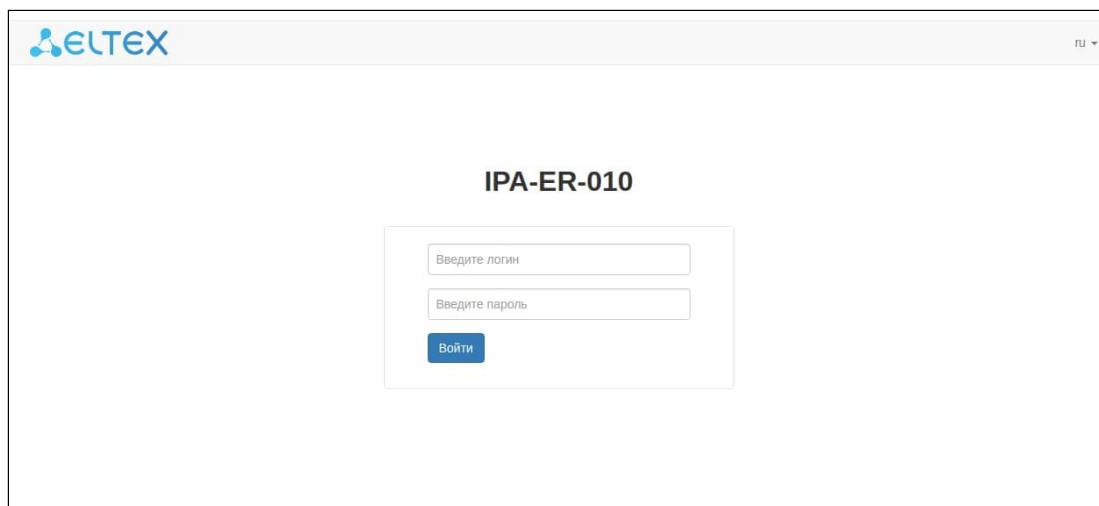 ELTEX
ru
IPA-ER-010
Введите логин
Введите пароль
Войти